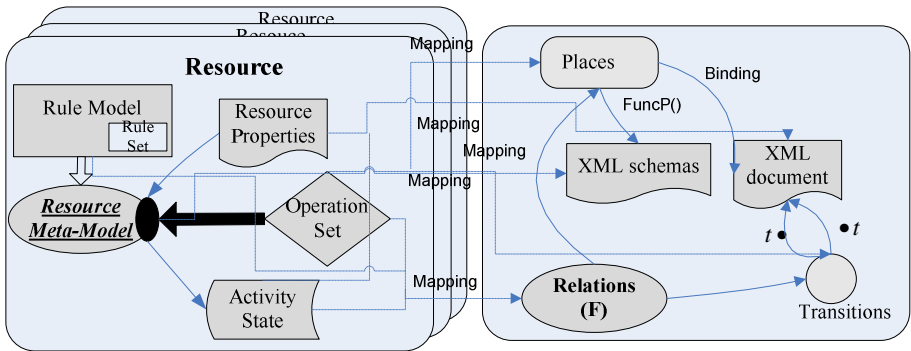 Resource
Resouce
Resource
Rule Model
Rule
Set
Resource
Properties
Resource
Meta-Model
Operation
Set
Activity
State
Mapping
Mapping
Mapping
Mapping
Mapping
Places
Binding
FuncP()
XML schemas
XML
document
t
t
Relations
(F)
Transitions